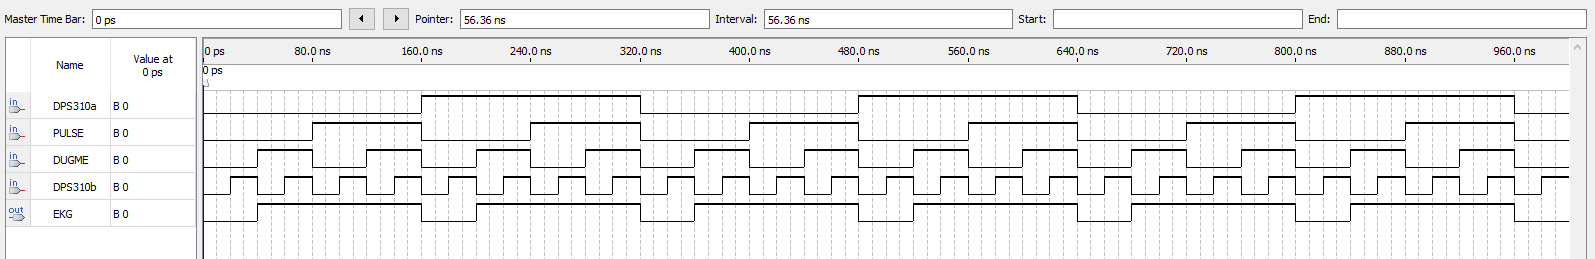 Master Time Bar: 0 ps Pointer: 56.36 ns Interval: 56.36 ns Start: End:
Name Value at 0 ps
0 ps 80.0 ns 160.0 ns 240.0 ns 320.0 ns 400.0 ns 480.0 ns 560.0 ns 640.0 ns 720.0 ns 800.0 ns 880.0 ns 960.0 ns
0 ps
in DPS310a B 0
in PULSE B 0
in DUGME B 0
in DPS310b B 0
out EKG B 0